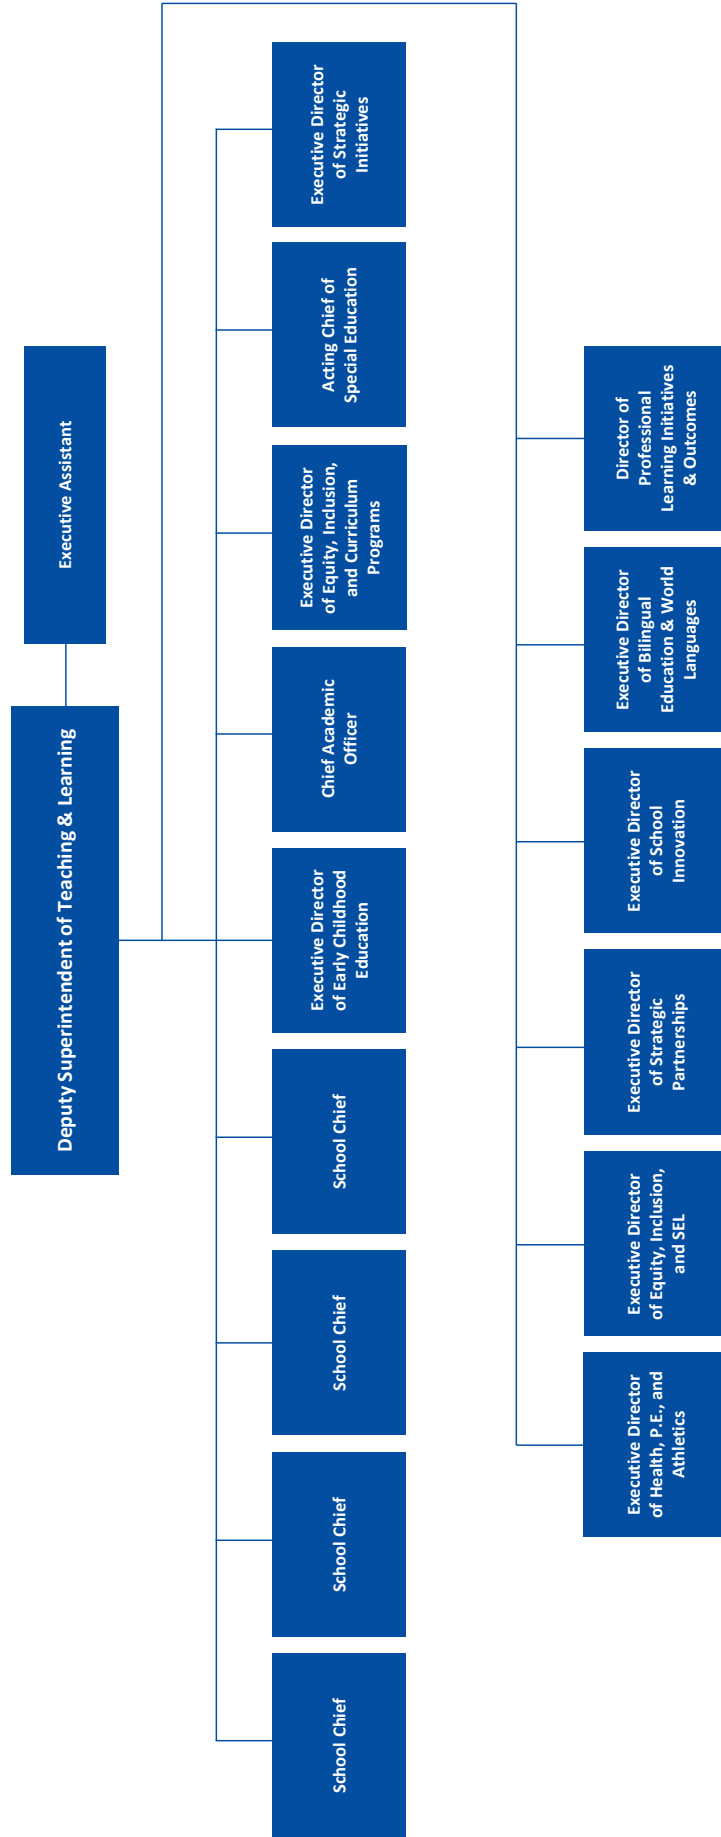 Deputy Superintendent of Teaching & Learning
Executive Assistant
School Chief
School Chief
School Chief
School Chief
Executive Director
of Early Childhood
Education
Chief Academic
Officer
Executive Director
of Equity, Inclusion,
and Curriculum
Programs
Acting Chief of
Special Education
Executive Director
of Strategic
Initiatives
Executive Director
of Health, P.E., and
Athletics
Executive Director
of Equity, Inclusion,
and SEL
Executive Director
of Strategic
Partnerships
Executive Director
of School
Innovation
Executive Director
of Bilingual
Education & World
Languages
Director of
Professional
Learning Initiatives
& Outcomes